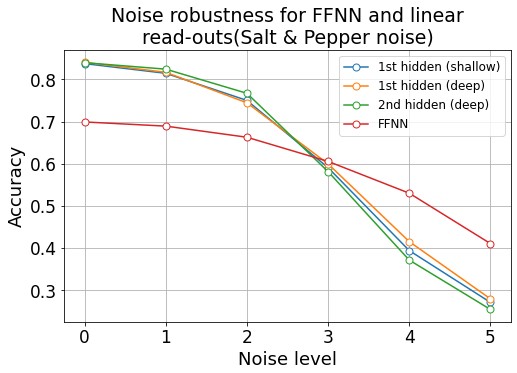 Noise robustness for FFNN and linear
read-outs(Salt & Pepper noise)
1st hidden (shallow)
1st hidden (deep)
2nd hidden (deep)
FFNN
Accuracy
0.8
0.7
0.6
0.5
0.4
0.3
0 1 2 3 4 5
Noise level